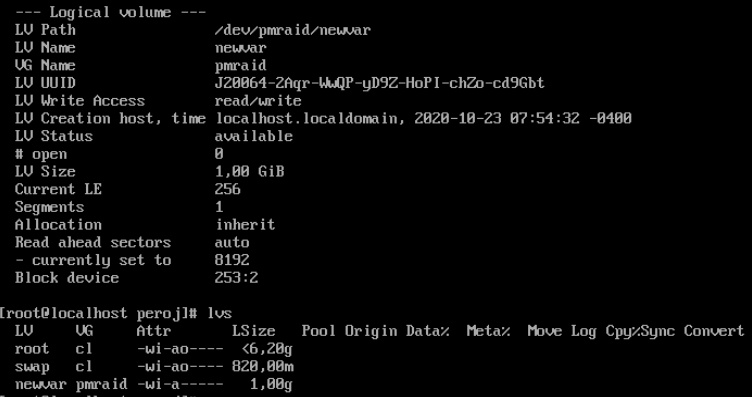 --- Logical volume ---
LV Path                /dev/pmraid/newvar
LV Name                newvar
VG Name                pmraid
LV UUID                J20064-2Aqr-WwQP-yD9Z-HoPI-chZo-cd9Gbt
LV Write Access        read/write
LV Creation host, time localhost.localdomain, 2020-10-23 07:54:32 -0400
LV Status              available
# open                 0
LV Size                1,00 GiB
Current LE             256
Segments               1
Allocation             inherit
Read ahead sectors     auto
- currently set to     8192
Block device           253:2
[root@localhost peroj]# lvs
LV     VG     Attr       LSize   Pool Origin Data%  Meta%  Move Log Cpy%Sync Convert
root   cl     -wi-ao----  <6,20g
swap   cl     -wi-ao---- 820,00m
newvar pmraid -wi-a-----   1,00g